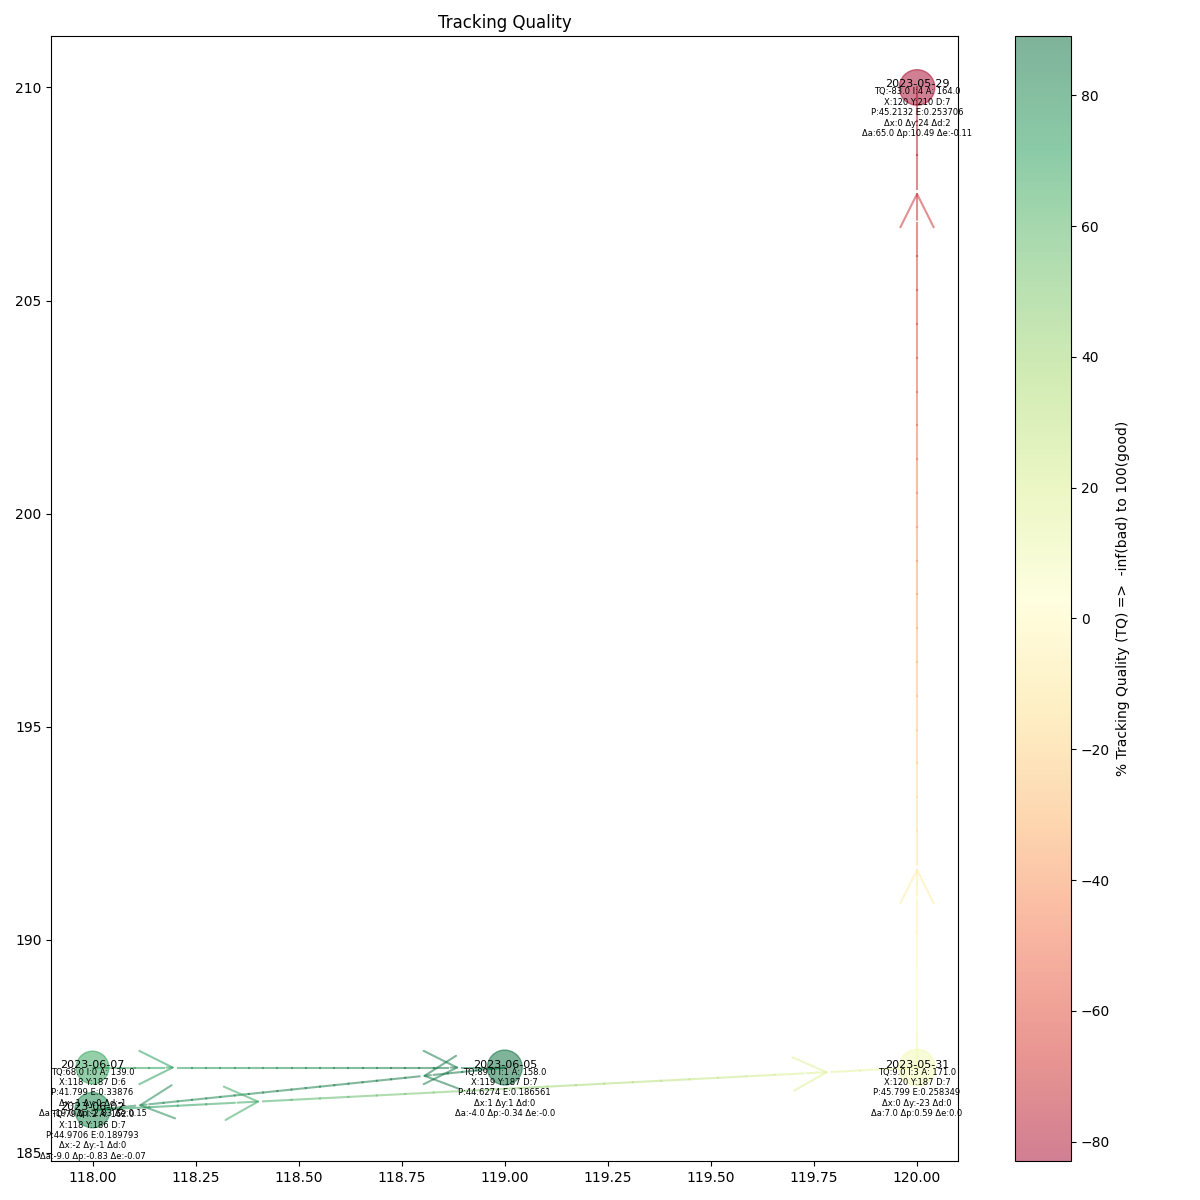 Tracking Quality
210
205
200
195
190
185
118.00
118.25
118.50
118.75
119.00
119.25
119.50
119.75
120.00
2023-05-29
TQ:-83.0 I:4 A: 164.0
X:120 Y:210 D:7
P:45.2132 E:0.253706
Δx:0 Δy:24 Δd:2
Δa:65.0 Δp:10.49 Δe:-0.11
2023-06-07
TQ:68.0 I:0 A: 139.0
X:118 Y:187 D:6
P:41.799 E:0.33876
2023-06-02
X:118 Y:186 D:7
P:44.9706 E:0.189793
Δx:-2 Δy:-1 Δd:0
Δa:-9.0 Δp:-0.83 Δe:-0.07
2023-06-05
TQ:89.0 I:1 A: 158.0
X:119 Y:187 D:7
P:44.6274 E:0.186561
Δx:1 Δy:1 Δd:0
Δa:-4.0 Δp:-0.34 Δe:-0.0
2023-05-31
TQ:9.0 I:3 A: 171.0
X:120 Y:187 D:7
P:45.799 E:0.258349
Δx:0 Δy:-23 Δd:0
Δa:7.0 Δp:0.59 Δe:0.0
80
60
40
20
0
−20
−40
−60
−80
% Tracking Quality (TQ) => -inf(bad) to 100(good)